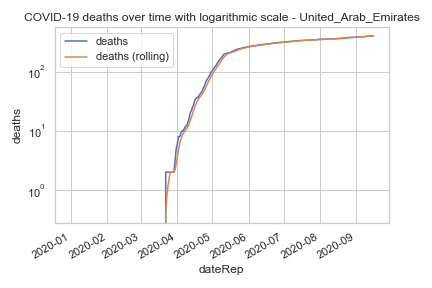 COVID-19 deaths over time with logarithmic scale - United_Arab_Emirates
deaths
deaths (rolling)
10²
10¹
10⁰
deaths
2020-01
2020-02
2020-03
2020-04
2020-05
2020-06
2020-07
2020-08
2020-09
dateRep